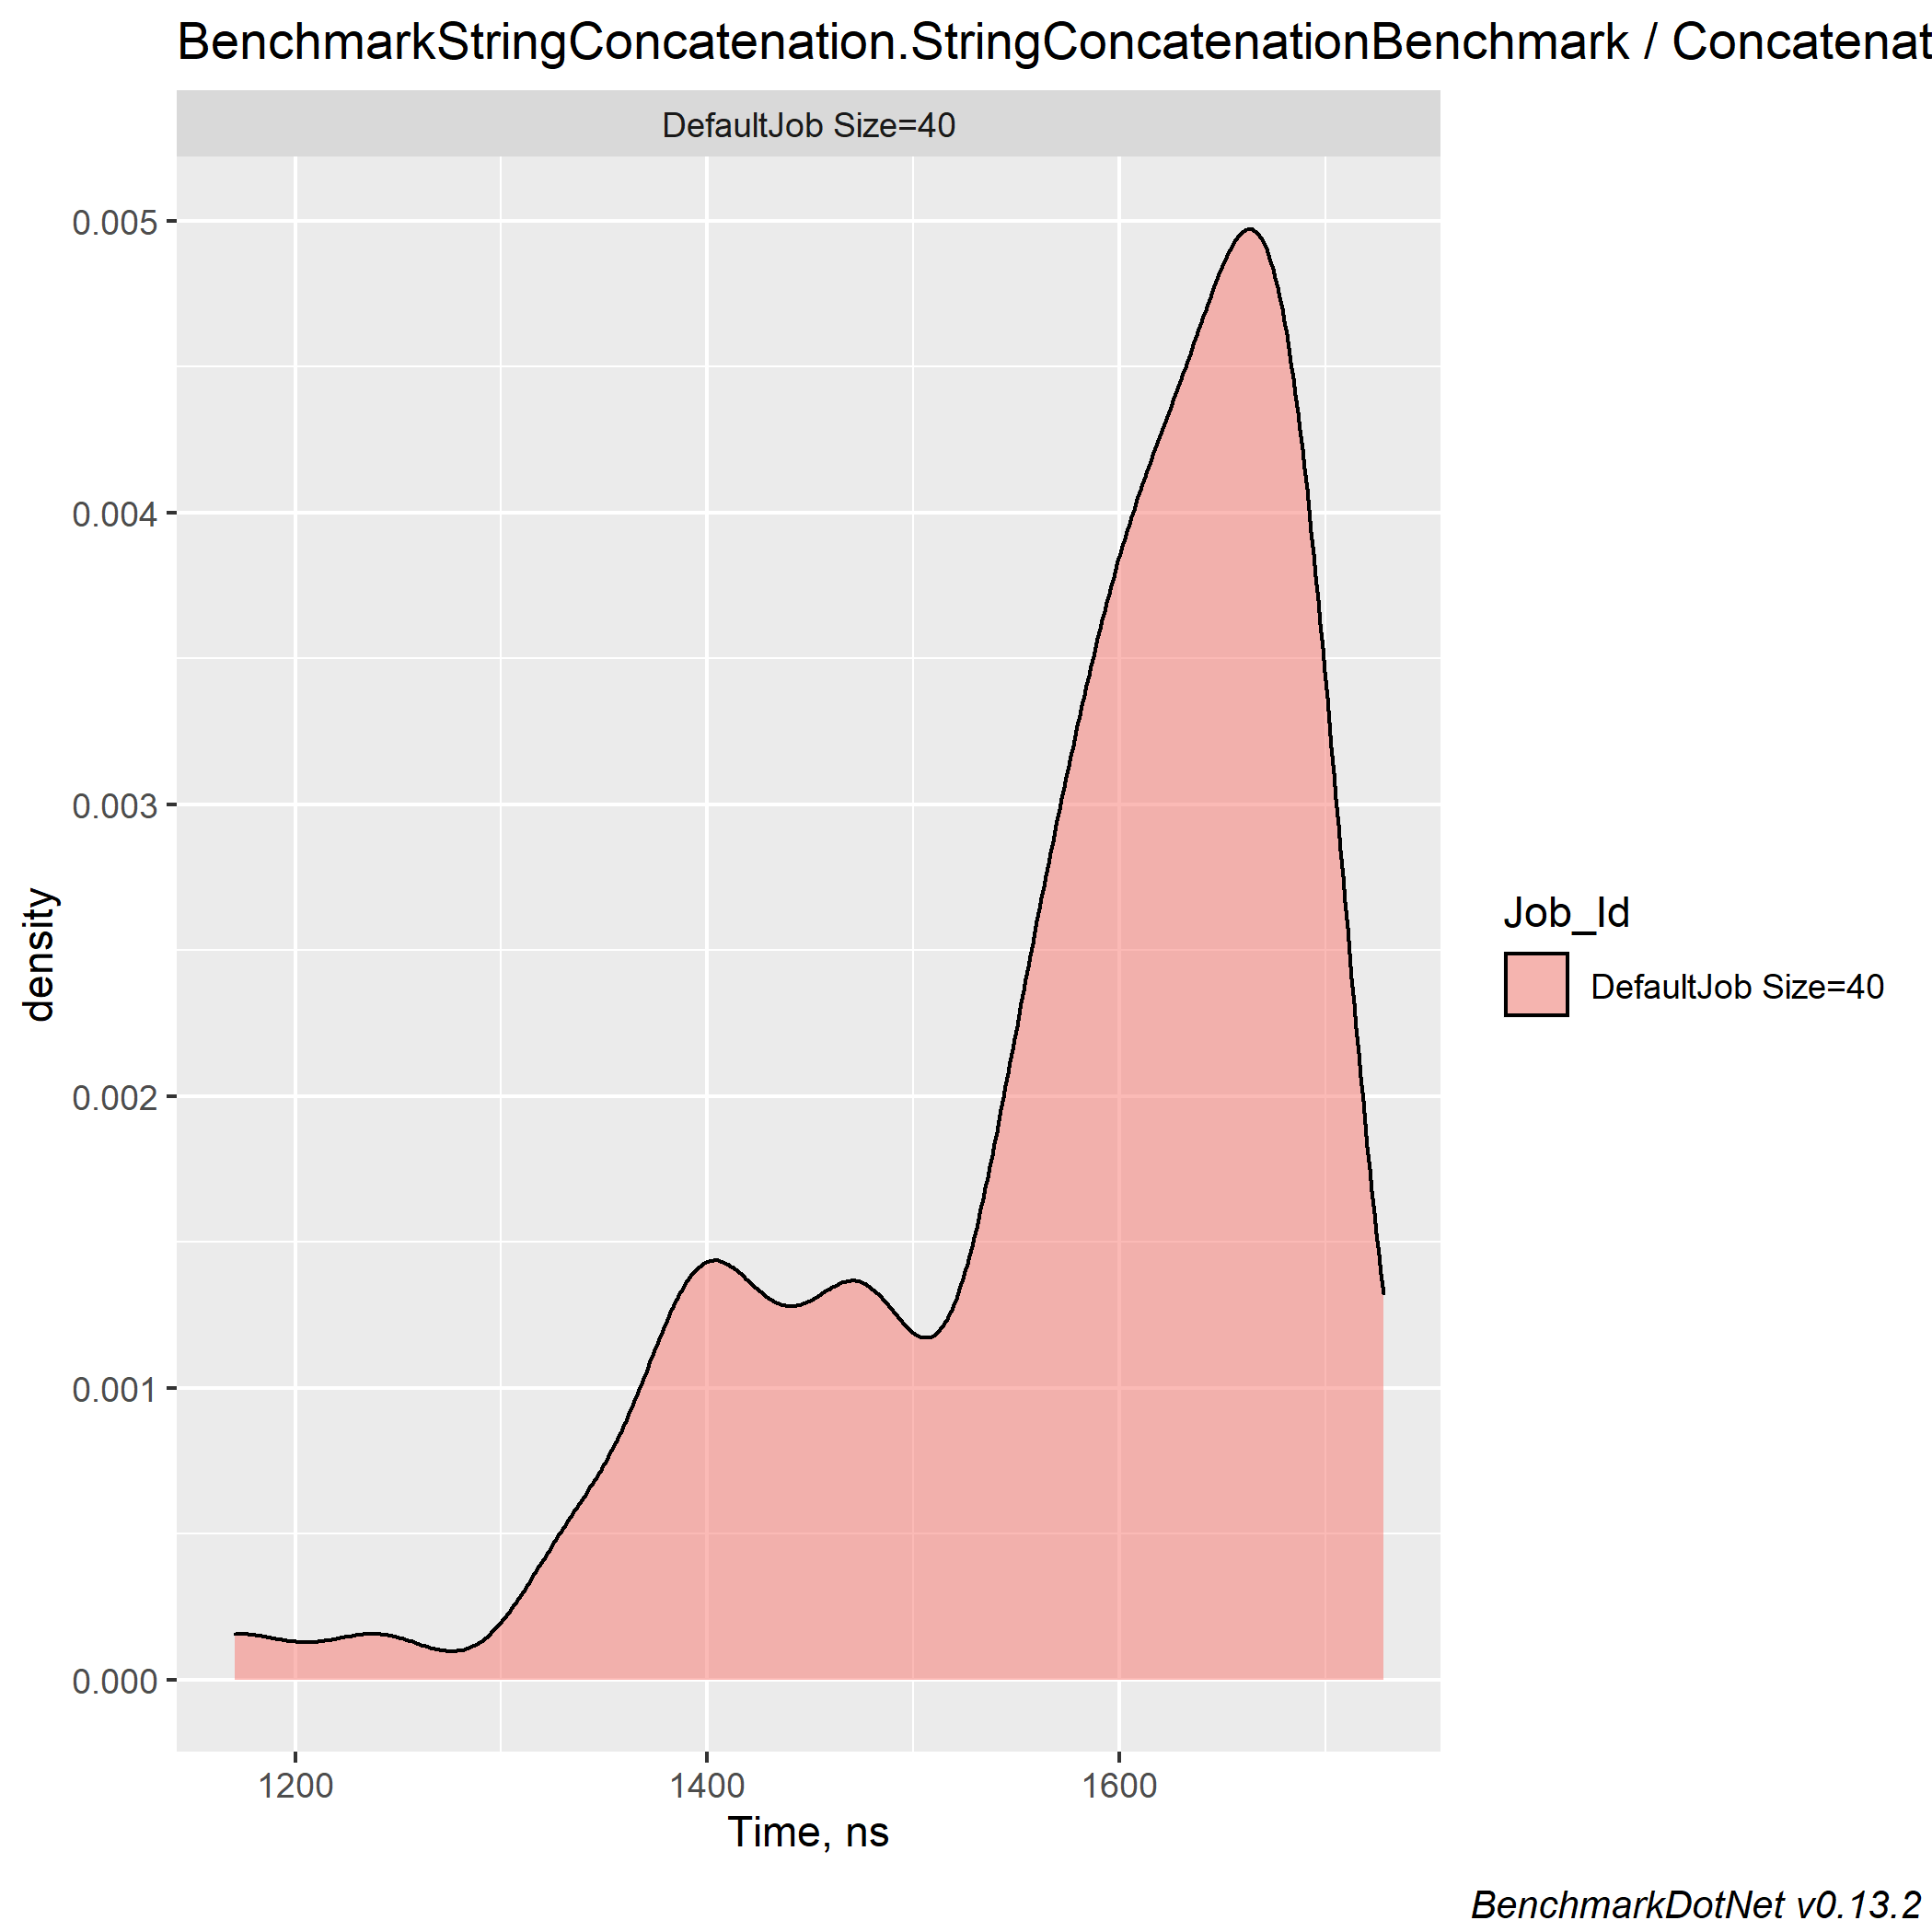 BenchmarkStringConcatenation.StringConcatenationBenchmark / Concatenat
DefaultJob Size=40
0.005
0.004
0.003
0.002
0.001
0.000
density
1200 1400 1600
Time, ns
Job_Id
DefaultJob Size=40
BenchmarkDotNet v0.13.2